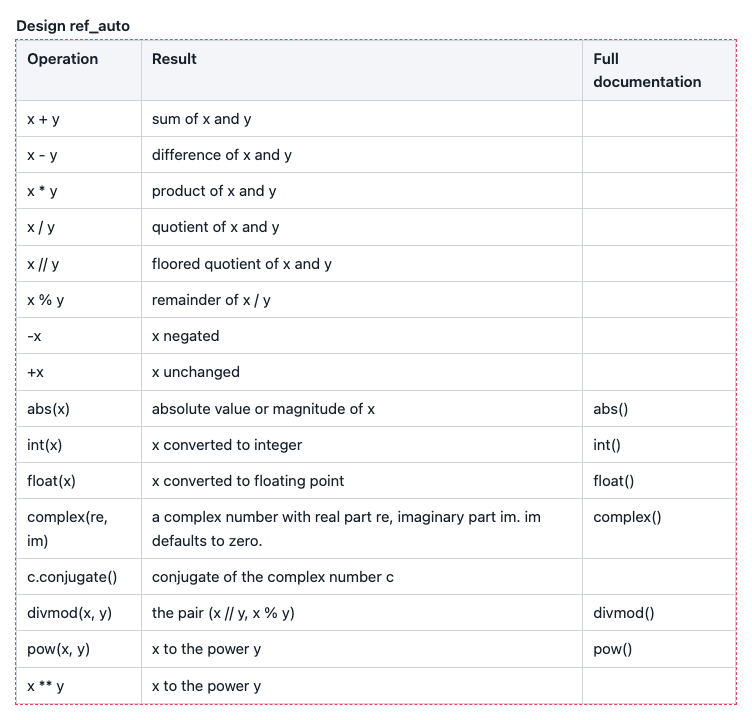 Design ref_auto
Operation Result Full
documentation
x + y sum of x and y
x - y difference of x and y
x * y product of x and y
x / y quotient of x and y
x // y floored quotient of x and y
x % y remainder of x / y
-x x negated
+x x unchanged
abs(x) absolute value or magnitude of x abs()
int(x) x converted to integer int()
float(x) x converted to floating point float()
complex(re, a complex number with real part re, imaginary part im. im complex()
im) defaults to zero.
c.conjugate() conjugate of the complex number c
divmod(x, y) the pair (x // y, x % y) divmod()
pow(x, y) x to the power y pow()
x ** y x to the power y